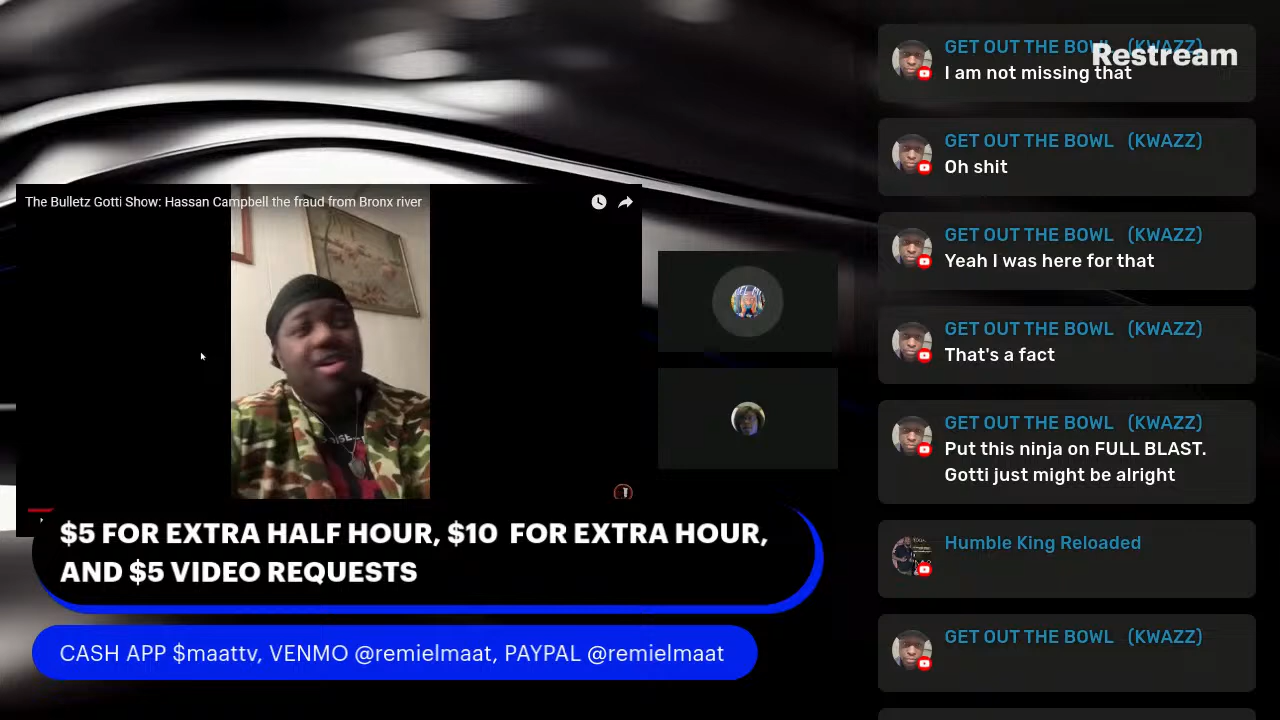 The Bulletz Gotti Show: Hassan Campbell the fraud from Bronx river
$5 FOR EXTRA HALF HOUR, $10 FOR EXTRA HOUR,
AND $5 VIDEO REQUESTS
CASH APP $maattv, VENMO @remielmaat, PAYPAL @remielmaat
Restream
GET OUT THE BOWL (KWAZZ)
I am not missing that
GET OUT THE BOWL (KWAZZ)
Oh shit
GET OUT THE BOWL (KWAZZ)
Yeah I was here for that
GET OUT THE BOWL (KWAZZ)
That's a fact
GET OUT THE BOWL (KWAZZ)
Put this ninja on FULL BLAST.
Gotti just might be alright
Humble King Reloaded
GET OUT THE BOWL (KWAZZ)